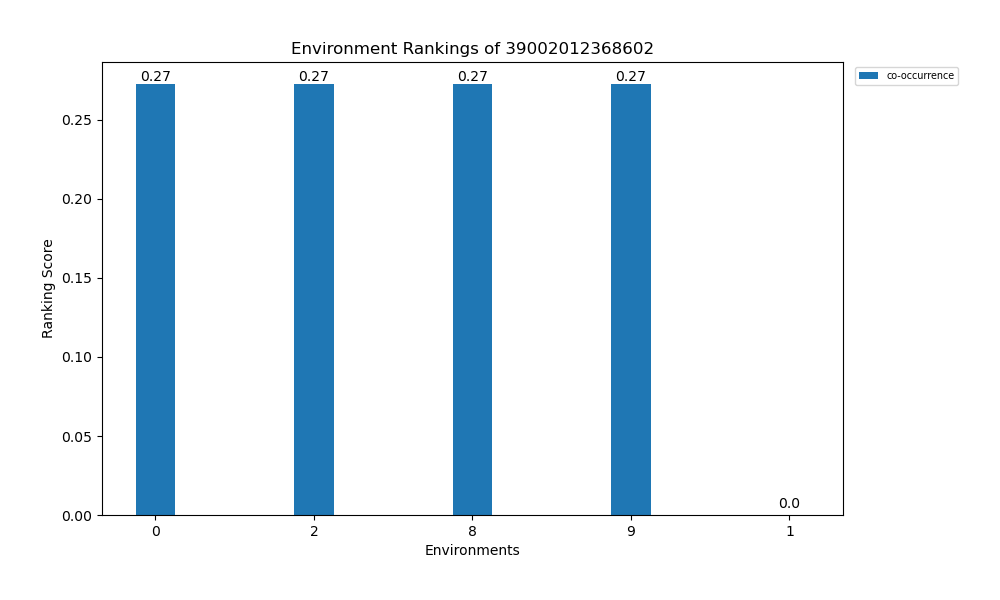 Environment Rankings of 39002012368602
co-occurrence
0.27 0.27 0.27 0.27 0.0
Ranking Score
0.25
0.20
0.15
0.10
0.05
0.00
0 2 8 9 1
Environments